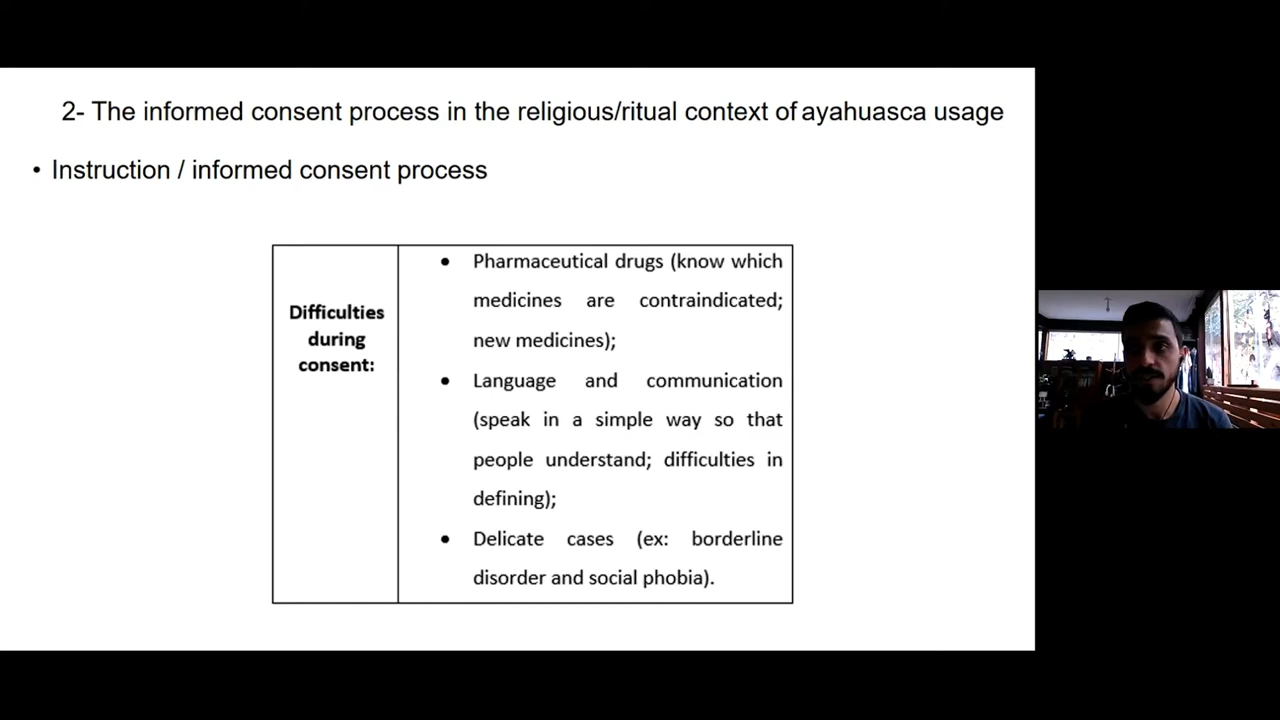 2- The informed consent process in the religious/ritual context of ayahuasca usage
• Instruction / informed consent process
Difficulties
during
consent:
• Pharmaceutical drugs (know which
medicines are contraindicated;
new medicines);
• Language and communication
(speak in a simple way so that
people understand; difficulties in
defining);
• Delicate cases (ex: borderline
disorder and social phobia).